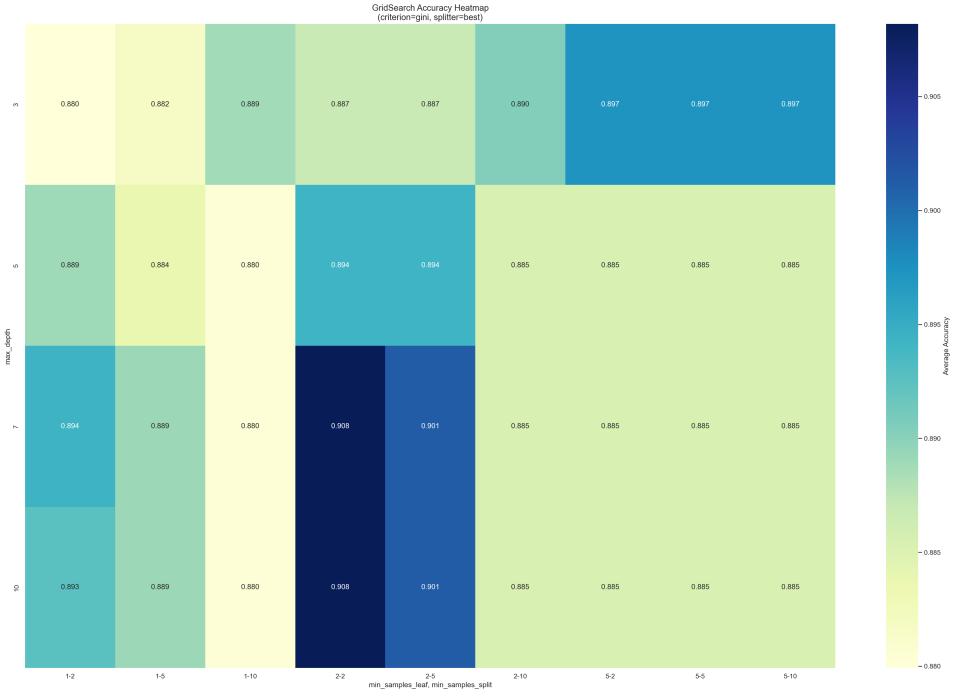 GridSearch Accuracy Heatmap
(criterion=gini, splitter=best)
3 0.880 0.882 0.889 0.887 0.887 0.890 0.897 0.897 0.897
5 0.889 0.884 0.880 0.894 0.894 0.885 0.885 0.885 0.885
7 0.894 0.889 0.880 0.908 0.901 0.885 0.885 0.885 0.885
10 0.893 0.889 0.880 0.908 0.901 0.885 0.885 0.885 0.885
max_depth
1-2 1-5 1-10 2-2 2-5 2-10 5-2 5-5 5-10
min_samples_leaf, min_samples_split
0.905
0.900
0.895
0.890
0.885
0.880
Average Accuracy